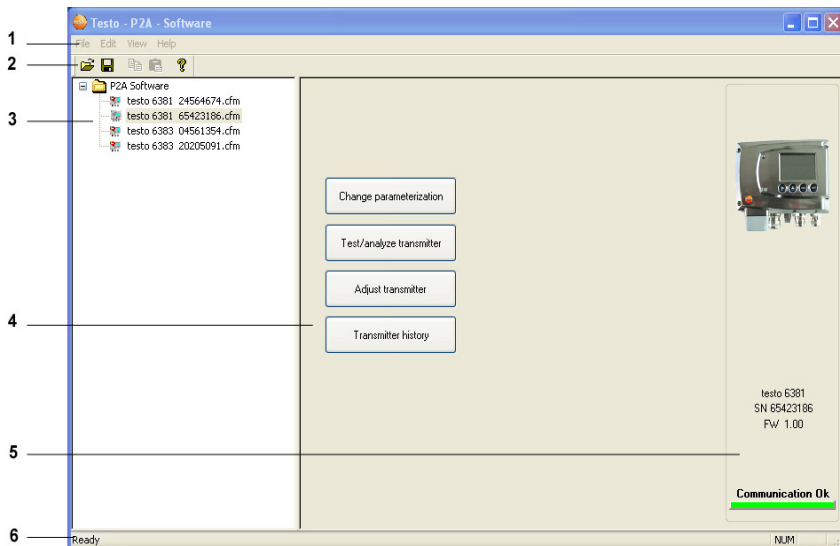 Testo - P2A - Software
1
File Edit View Help
2
P2A Software
testo 6381 24564674.cfm
3
testo 6381 65423186.cfm
testo 6383 04561354.cfm
testo 6383 20205091.cfm
Change parameterization
Test/analyze transmitter
Adjust transmitter
4
Transmitter history
testo 6381
SN 65423186
FW 1.00
5
Communication Ok
6
Ready
NUM